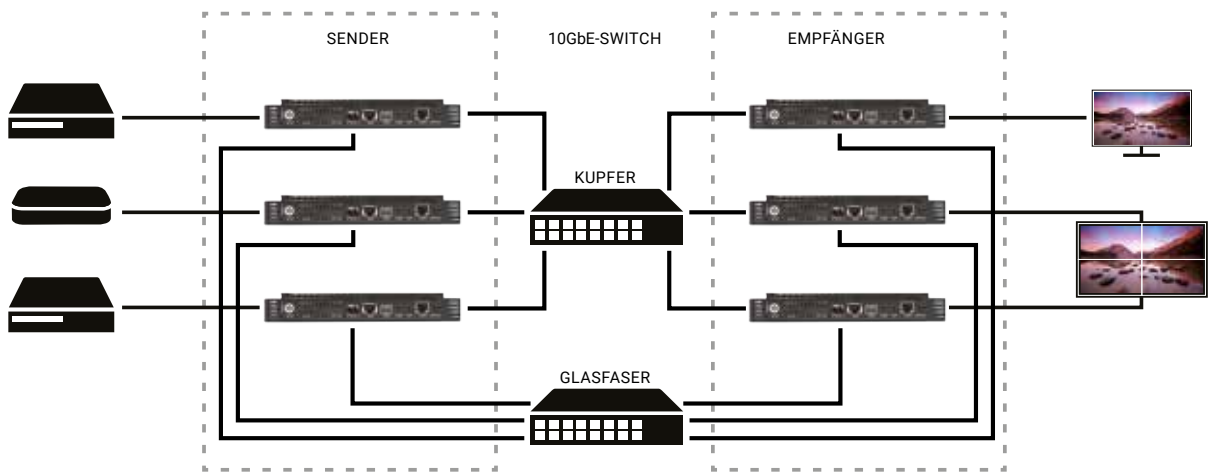 SENDER
10GbE-SWITCH
EMPFÄNGER
KUPFER
GLASFASER